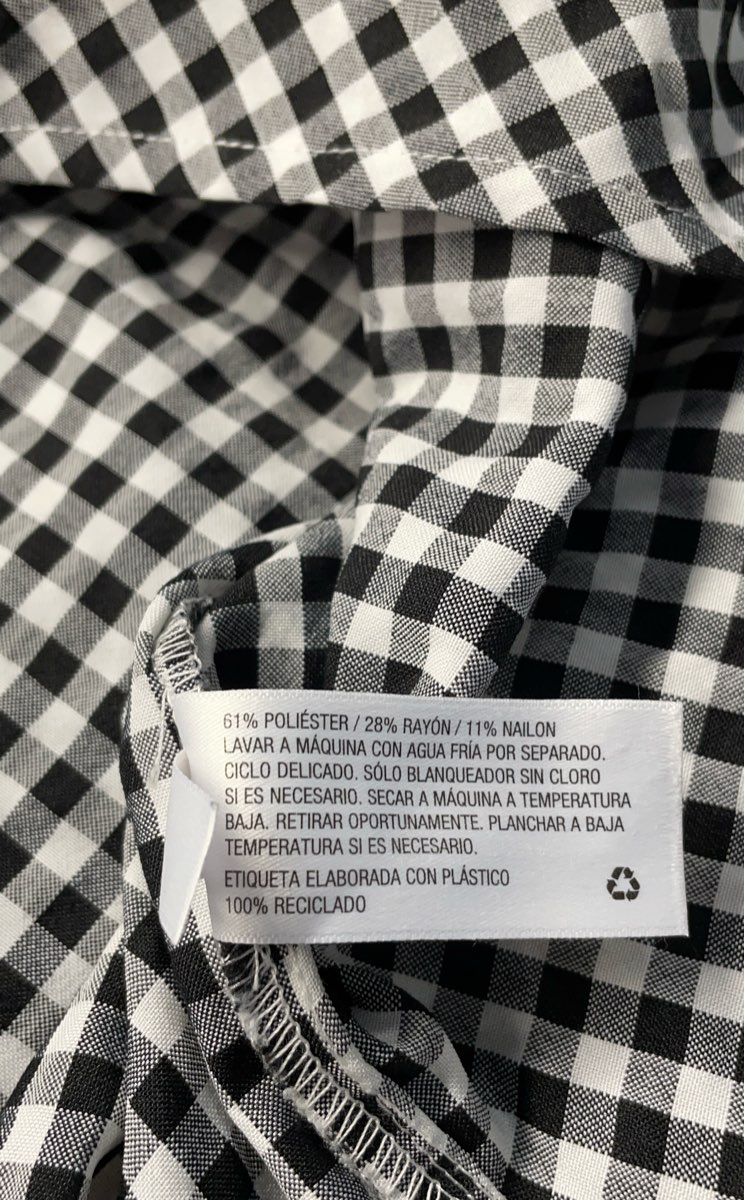 61% POLIÉSTER / 28% RAYÓN / 11% NAILON
LAVAR A MÁQUINA CON AGUA FRÍA POR SEPARADO.
CICLO DELICADO. SÓLO BLANQUEADOR SIN CLORO
SI ES NECESARIO. SECAR A MÁQUINA A TEMPERATURA
BAJA. RETIRAR OPORTUNAMENTE. PLANCHAR A BAJA
TEMPERATURA SI ES NECESARIO.
ETIQUETA ELABORADA CON PLÁSTICO
100% RECICLADO